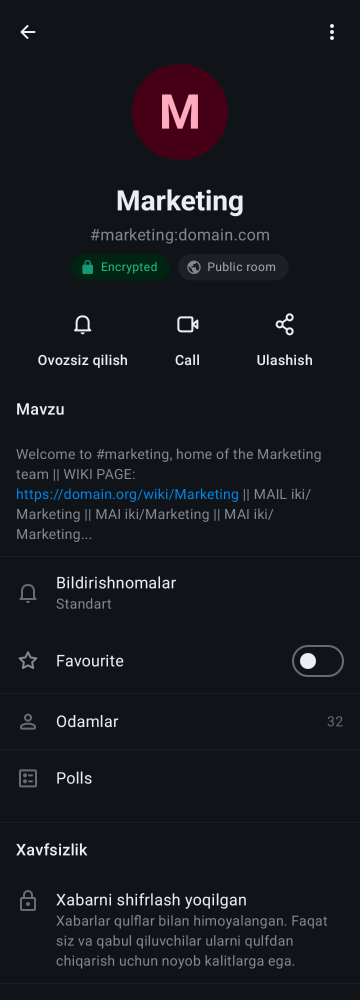 M
Marketing
#marketing:domain.com
Encrypted
Public room
Ovozsiz qilish
Call
Ulashish
Mavzu
Welcome to #marketing, home of the Marketing
team || WIKI PAGE:
https://domain.org/wiki/Marketing || MAIL iki/
Marketing || MAI iki/Marketing || MAI iki/
Marketing...
Bildirishnomalar
Standart
Favourite
Odamlar
32
Polls
Xavfsizlik
Xabarni shifrlash yoqilgan
Xabarlar qulflar bilan himoyalangan. Faqat
siz va qabul qiluvchilar ularni qulfdan
chiqarish uchun noyob kalitlarga ega.